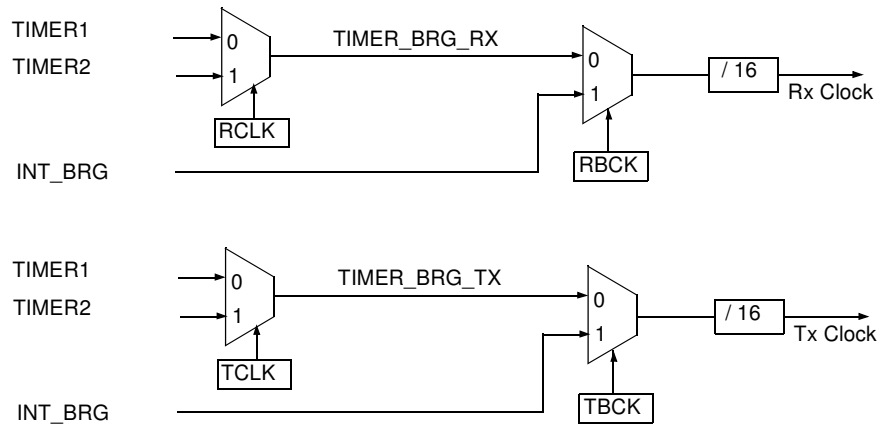 TIMER1
0
TIMER_BRG_RX
TIMER2
1
0
/ 16
1
Rx Clock
RCLK
INT_BRG
RBCK
TIMER1
0
TIMER_BRG_TX
TIMER2
1
0
/ 16
1
Tx Clock
TCLK
INT_BRG
TBCK